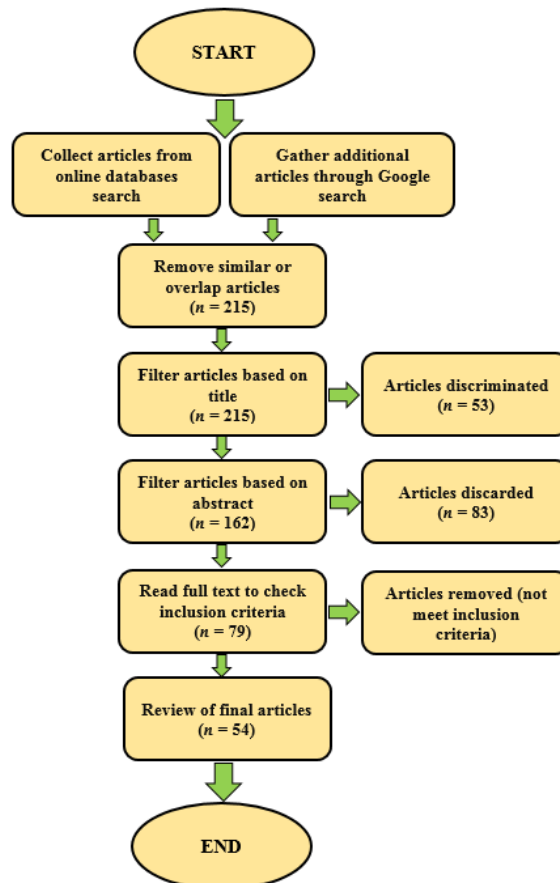 START
Collect articles from
online databases
search
Gather additional
articles through Google
search
Remove similar or
overlap articles
(n = 215)
Filter articles based on
title
(n = 215)
Articles discriminated
(n = 53)
Filter articles based on
abstract
(n = 162)
Articles discarded
(n = 83)
Read full text to check
inclusion criteria
(n = 79)
Articles removed (not
meet inclusion
criteria)
Review of final articles
(n = 54)
END